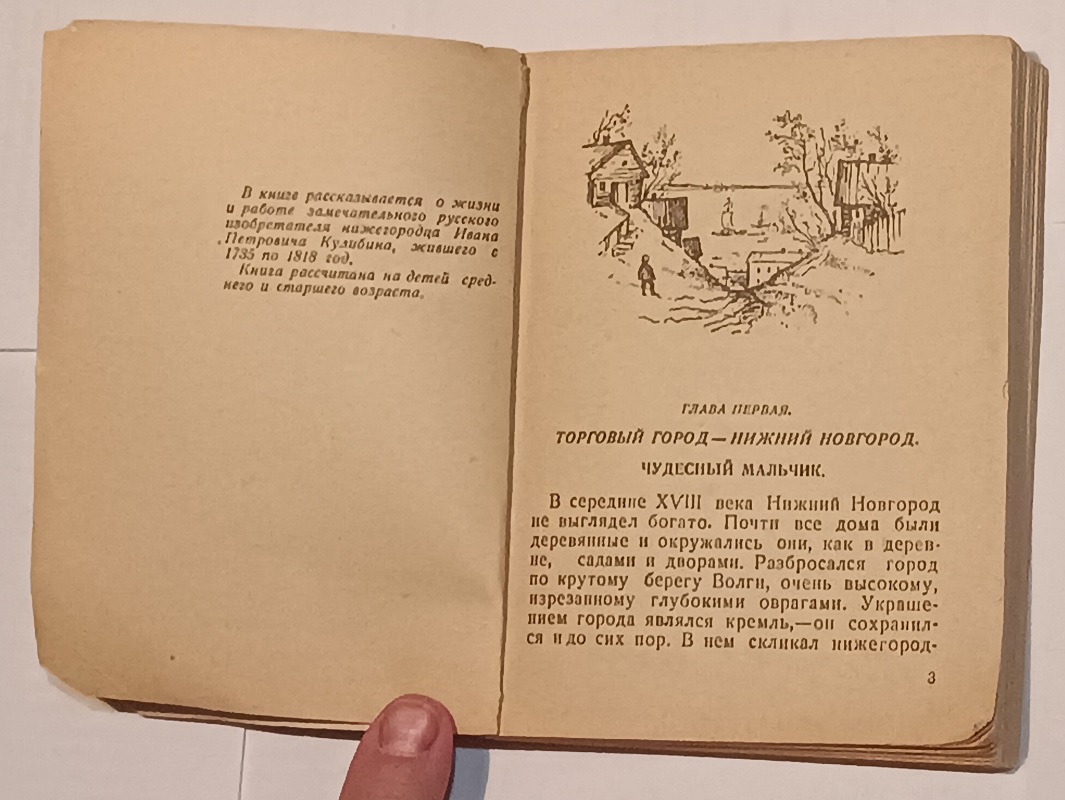 В книге рассказывается о жизни
и работе замечательного русского
изобретателя нижегородца Ивана
Петровича Кулибина, жившего с
1735 по 1818 год.
Книга рассчитана на детей сред-
него и старшего возраста.
ГЛАВА ПЕРВАЯ.
ТОРГОВЫЙ ГОРОД—НИЖНИЙ НОВГОРОД.
ЧУДЕСНЫЙ МАЛЬЧИК.
В середине XVIII века Нижний Новгород
не выглядел богато. Почти все дома были
деревянные и окружались они, как в дерев-
не, садами и дворами. Разбросался город
по крутому берегу Волги, очень высокому,
изрезанному глубокими оврагами. Украше-
нием города являлся кремль,—он сохранил-
ся и до сих пор. В нем скликал нижегород-
3